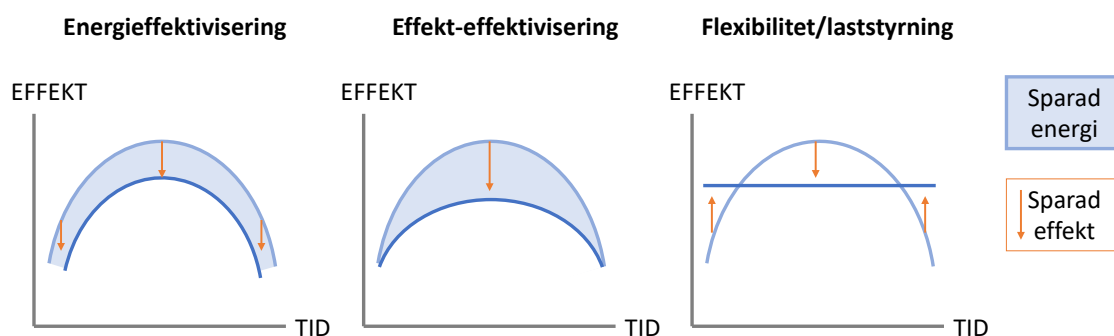 Energieffektivisering
Effekt-effektivisering
Flexibilitet/laststyrning
EFFEKT
TID
EFFEKT
TID
EFFEKT
TID
Sparad
energi
Sparad
effekt